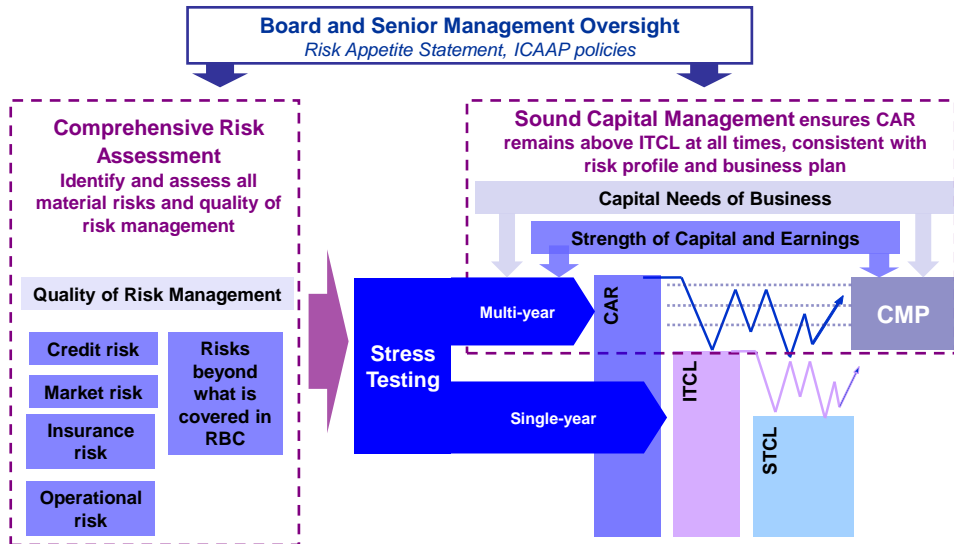 Board and Senior Management Oversight
Risk Appetite Statement, ICAAP policies
Comprehensive Risk
Assessment
Identify and assess all
material risks and quality of
risk management
Quality of Risk Management
Credit risk
Market risk
Insurance
risk
Operational
risk
Risks
beyond
what is
covered in
RBC
Sound Capital Management ensures CAR
remains above ITCL at all times, consistent with
risk profile and business plan
Capital Needs of Business
Strength of Capital and Earnings
Stress
Testing
Multi-year
Single-year
CAR
ITCL
STCL
CMP